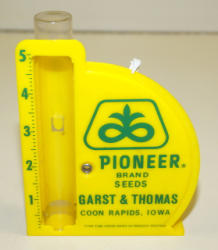 5
4
3
2
1
PIONEER®
BRAND
SEEDS
GARST & THOMAS
COON RAPIDS, IOWA